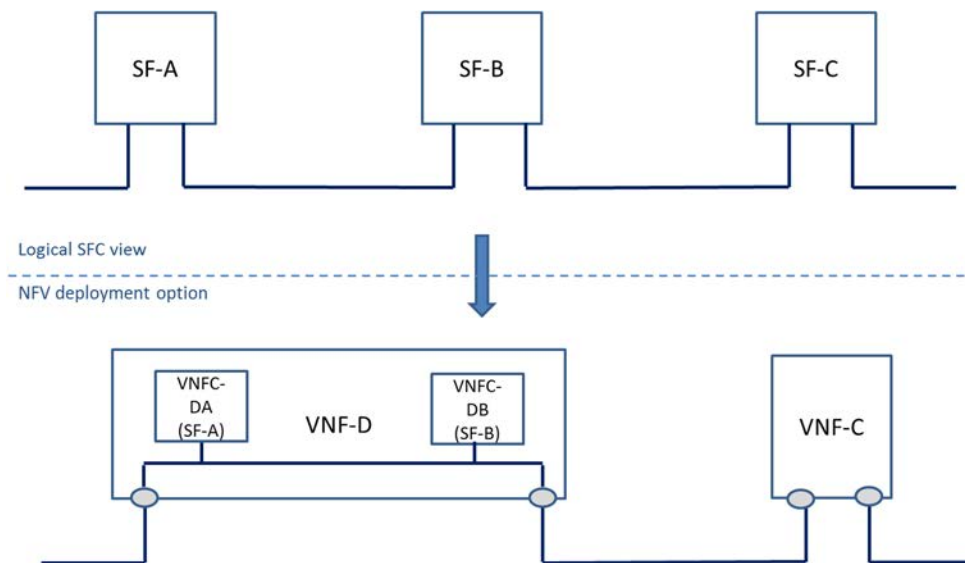 SF-A
SF-B
SF-C
Logical SFC view
NFV deployment option
VNFC-
DA
(SF-A)
VNF-D
VNFC-
DB
(SF-B)
VNF-C